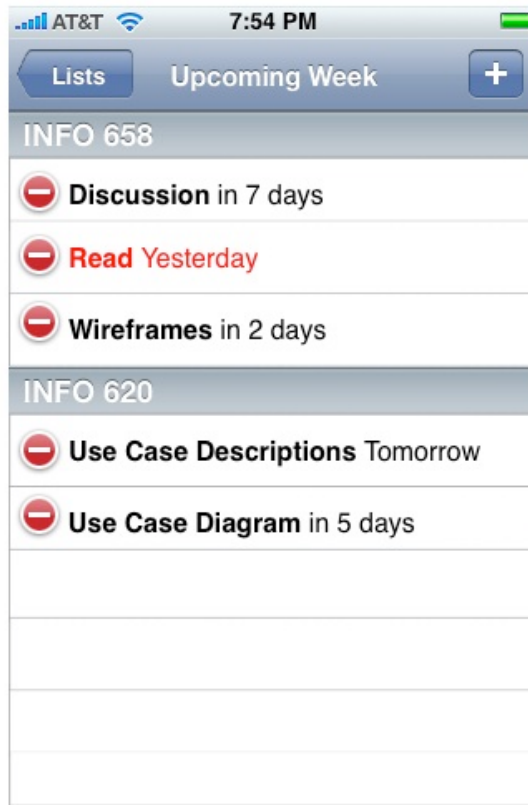 AT&T 7:54 PM
Lists Upcoming Week +
INFO 658
Discussion in 7 days
Read Yesterday
Wireframes in 2 days
INFO 620
Use Case Descriptions Tomorrow
Use Case Diagram in 5 days